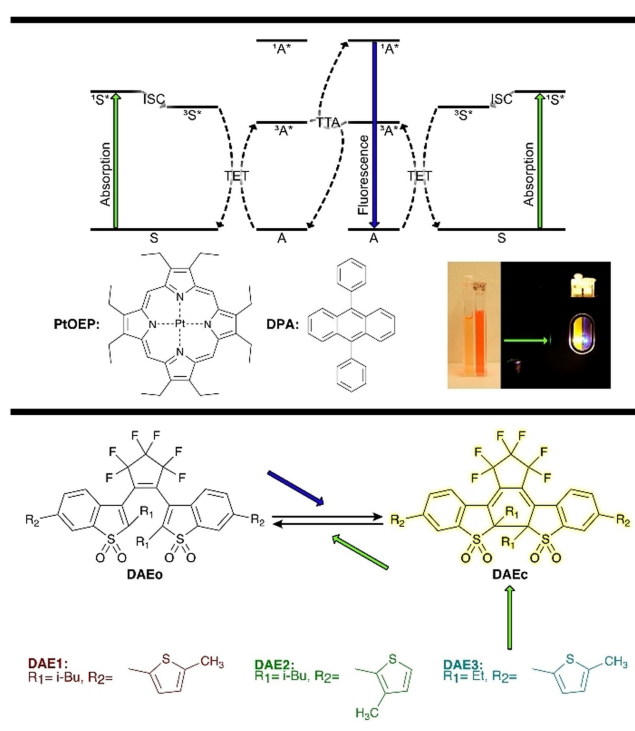 ¹A* ¹A*
¹S* ISC ³S* ³A* TTA ³A* ³S* ISC ¹S*
Absorption TET Fluorescence TET Absorption
S A A S
PtOEP: N N Pt N N DPA:
F F F F F F
R₂ R₁ R₁ R₂
S S
O O O O
DAEo
F F F F F F
R₂ R₁ R₁ R₂
S S
O O O O
DAEc
DAE1:
R₁= i-Bu, R₂= S CH₃
DAE2:
R₁= i-Bu, R₂= S H₃C
DAE3:
R₁= Et, R₂= S CH₃